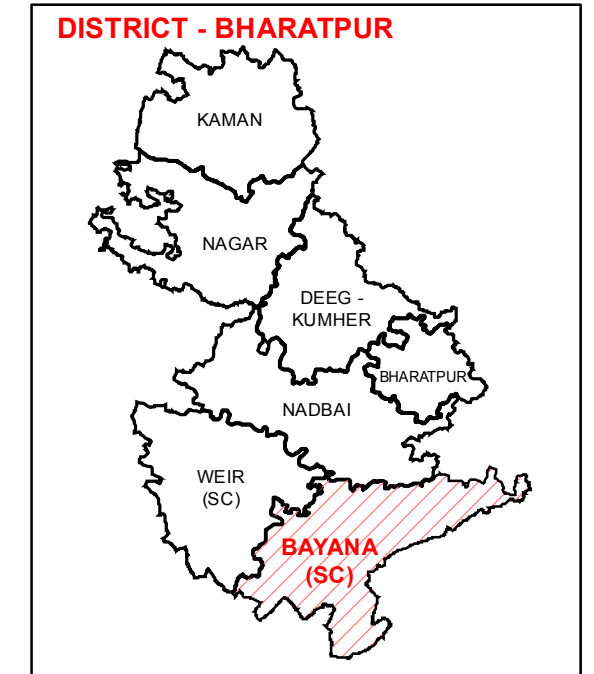 DISTRICT - BHARATPUR
KAMAN
NAGAR
DEEG -
KUMHER
BHARATPUR
NADBAI
WEIR
(SC)
BAYANA
(SC)